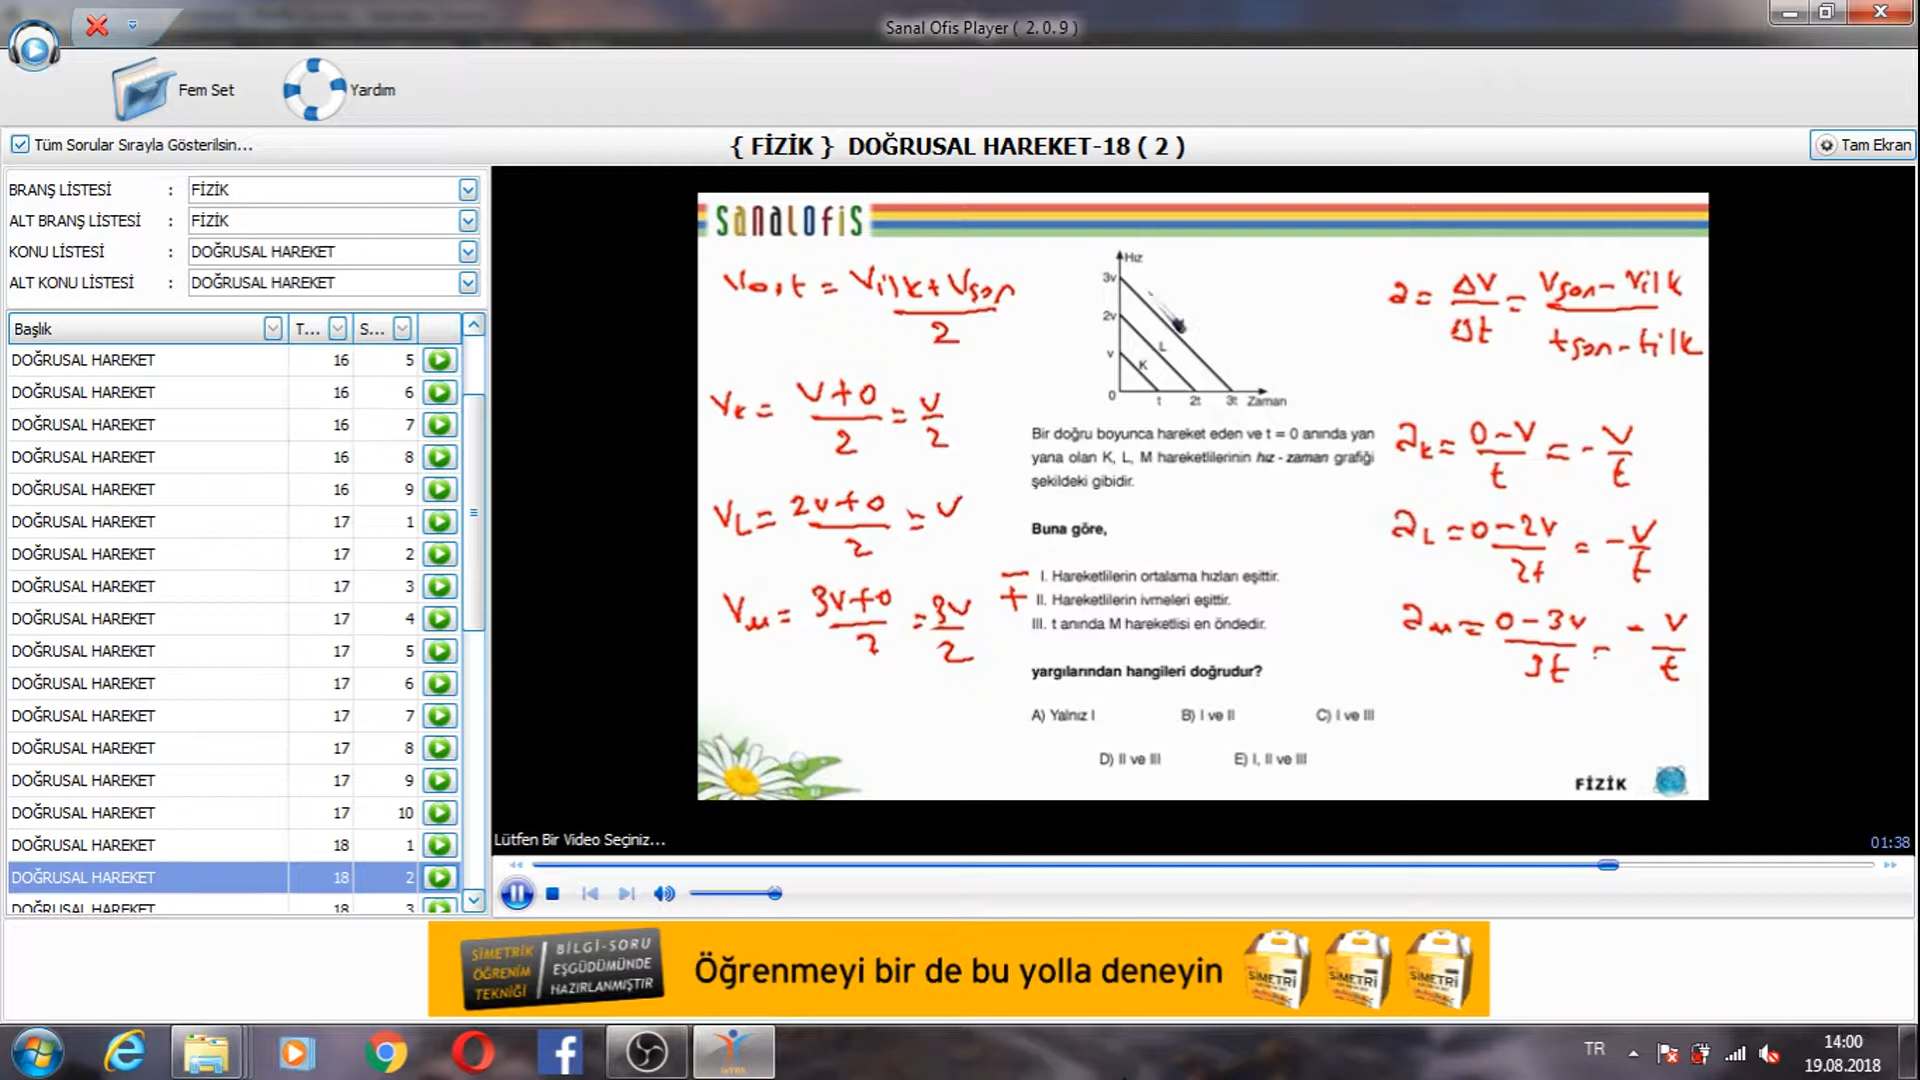 Sanal Ofis Player ( 2.0.9 )
Fem Set
Yardım
Tüm Sorular Sırayla Gösterilsin...
{ FİZİK } DOĞRUSAL HAREKET-18 ( 2 )
Tam Ekran
BRANŞ LİSTESİ : FİZİK
ALT BRANŞ LİSTESİ : FİZİK
KONU LİSTESİ : DOĞRUSAL HAREKET
ALT KONU LİSTESİ : DOĞRUSAL HAREKET
Başlık T... S...
DOĞRUSAL HAREKET 16 5
DOĞRUSAL HAREKET 16 6
DOĞRUSAL HAREKET 16 7
DOĞRUSAL HAREKET 16 8
DOĞRUSAL HAREKET 16 9
DOĞRUSAL HAREKET 17 1
DOĞRUSAL HAREKET 17 2
DOĞRUSAL HAREKET 17 3
DOĞRUSAL HAREKET 17 4
DOĞRUSAL HAREKET 17 5
DOĞRUSAL HAREKET 17 6
DOĞRUSAL HAREKET 17 7
DOĞRUSAL HAREKET 17 8
DOĞRUSAL HAREKET 17 9
DOĞRUSAL HAREKET 17 10
DOĞRUSAL HAREKET 18 1
DOĞRUSAL HAREKET 18 2
DOĞRUSAL HAREKET 18 3
SANALOFİS
Vort = Vilk+Vson / 2
VK = V+0 / 2 = V / 2
VL = 2V+0 / 2 = V
VM = 3V+0 / 2 = 3V / 2
Hız
3v
2v
v
0
K
L
t 2t 3t Zaman
Bir doğru boyunca hareket eden ve t = 0 anında yan
yana olan K, L, M hareketlilerinin hız - zaman grafiği
şekildeki gibidir.
Buna göre,
– I. Hareketlilerin ortalama hızları eşittir.
+ II. Hareketlilerin ivmeleri eşittir.
III. t anında M hareketlisi en öndedir.
yargılarından hangileri doğrudur?
A) Yalnız I B) I ve II C) I ve III
D) II ve III E) I, II ve III
a = ΔV / Δt = Vson - Vilk / tson - tilk
aK = 0-V / t = - V / t
aL = 0-2V / 2t = - V / t
aM = 0-3V / 3t = - V / t
FİZİK
Lütfen Bir Video Seçiniz...
01:38
SİMETRİK ÖĞRENİM TEKNİĞİ
BİLGİ-SORU EŞGÜDÜMÜNDE HAZIRLANMIŞTIR
Öğrenmeyi bir de bu yolla deneyin
SİMETRİ
SİMETRİ
SİMETRİ
TR
14:00
19.08.2018